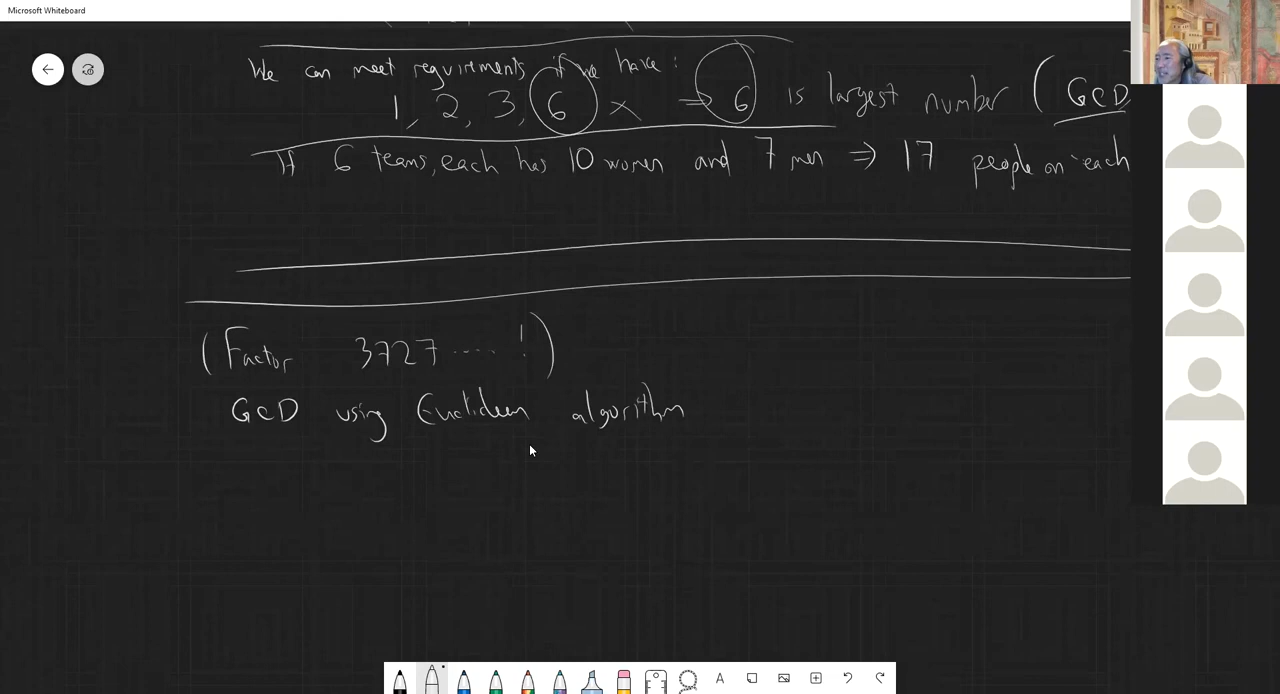 Microsoft Whiteboard
We can meet requirements if we have:
1, 2, 3, 6 x ⇒ 6 is largest number (GCD
If 6 teams, each has 10 women and 7 men ⇒ 17 people on each
(Factor 3727 ..... !)
GCD using Euclidean algorithm
A